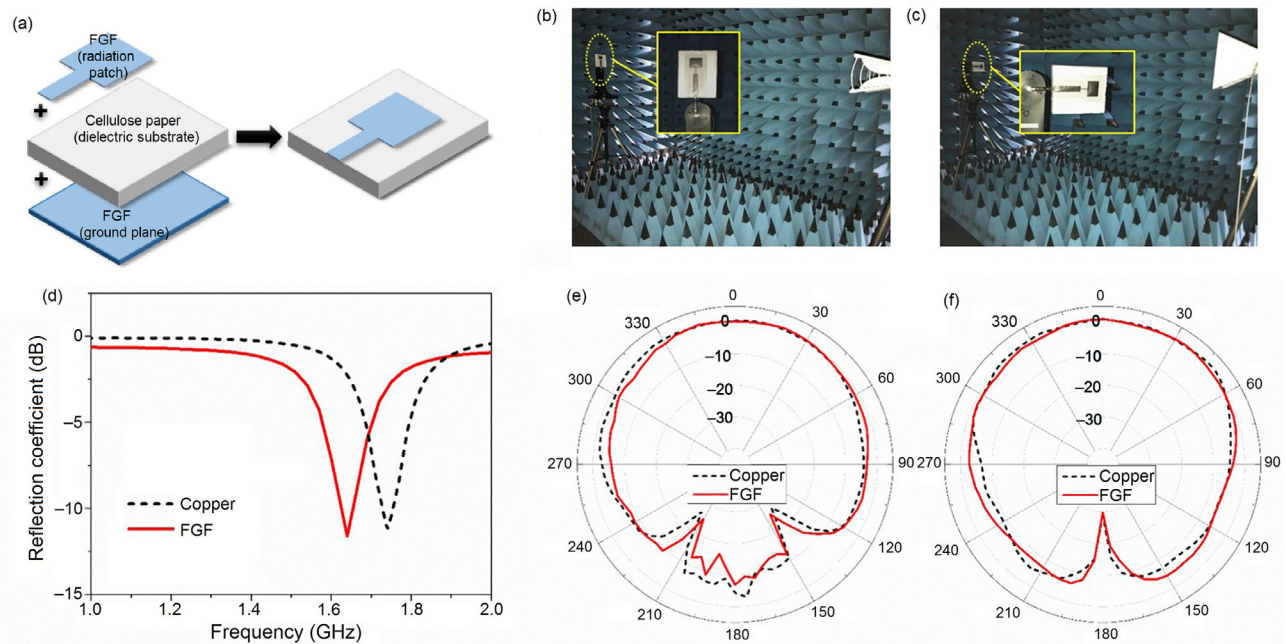 (a)
FGF
(radiation
patch)
+
Cellulose paper
(dielectric substrate)
+
FGF
(ground plane)
(b)
(c)
(d)
Reflection coefficient (dB)
0
−5
−10
−15
1.0 1.2 1.4 1.6 1.8 2.0
Frequency (GHz)
Copper
FGF
(e)
0
30
60
90
120
150
180
210
240
270
300
330
0
−10
−20
−30
Copper
FGF
(f)
0
30
60
90
120
150
180
210
240
270
300
330
0
−10
−20
−30
Copper
FGF